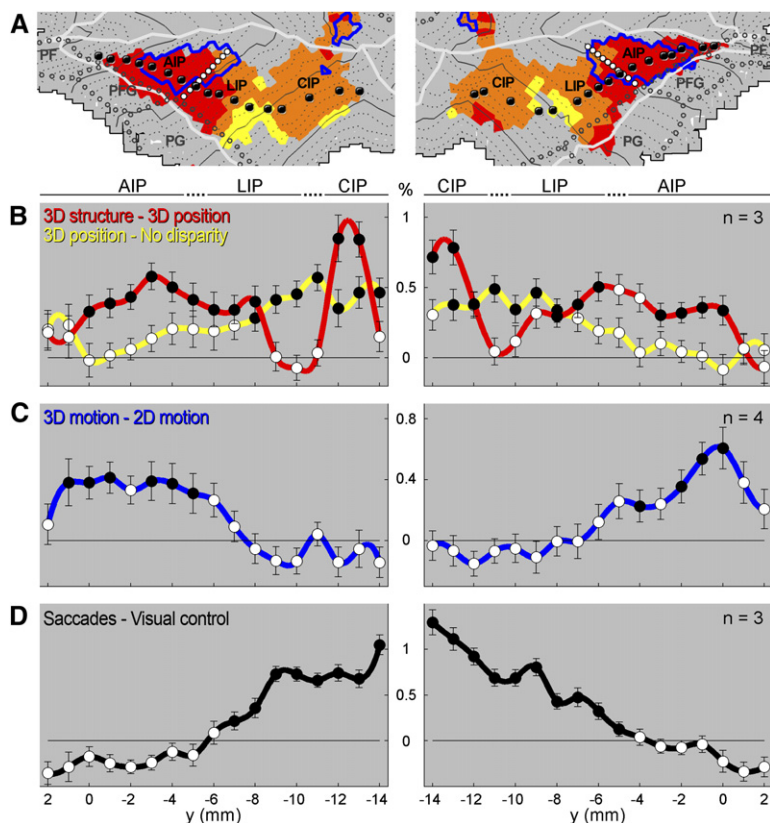 A
PF PFG PG AIP LIP CIP
CIP LIP AIP PG PF
AIP LIP CIP % CIP LIP AIP
B
3D structure - 3D position
3D position - No disparity
n = 3
1
0.5
0
C
3D motion - 2D motion
n = 4
0.8
0.4
0
D
Saccades - Visual control
n = 3
1
0.5
0
2 0 -2 -4 -6 -8 -10 -12 -14
-14 -12 -10 -8 -6 -4 -2 0 2
y (mm) y (mm)